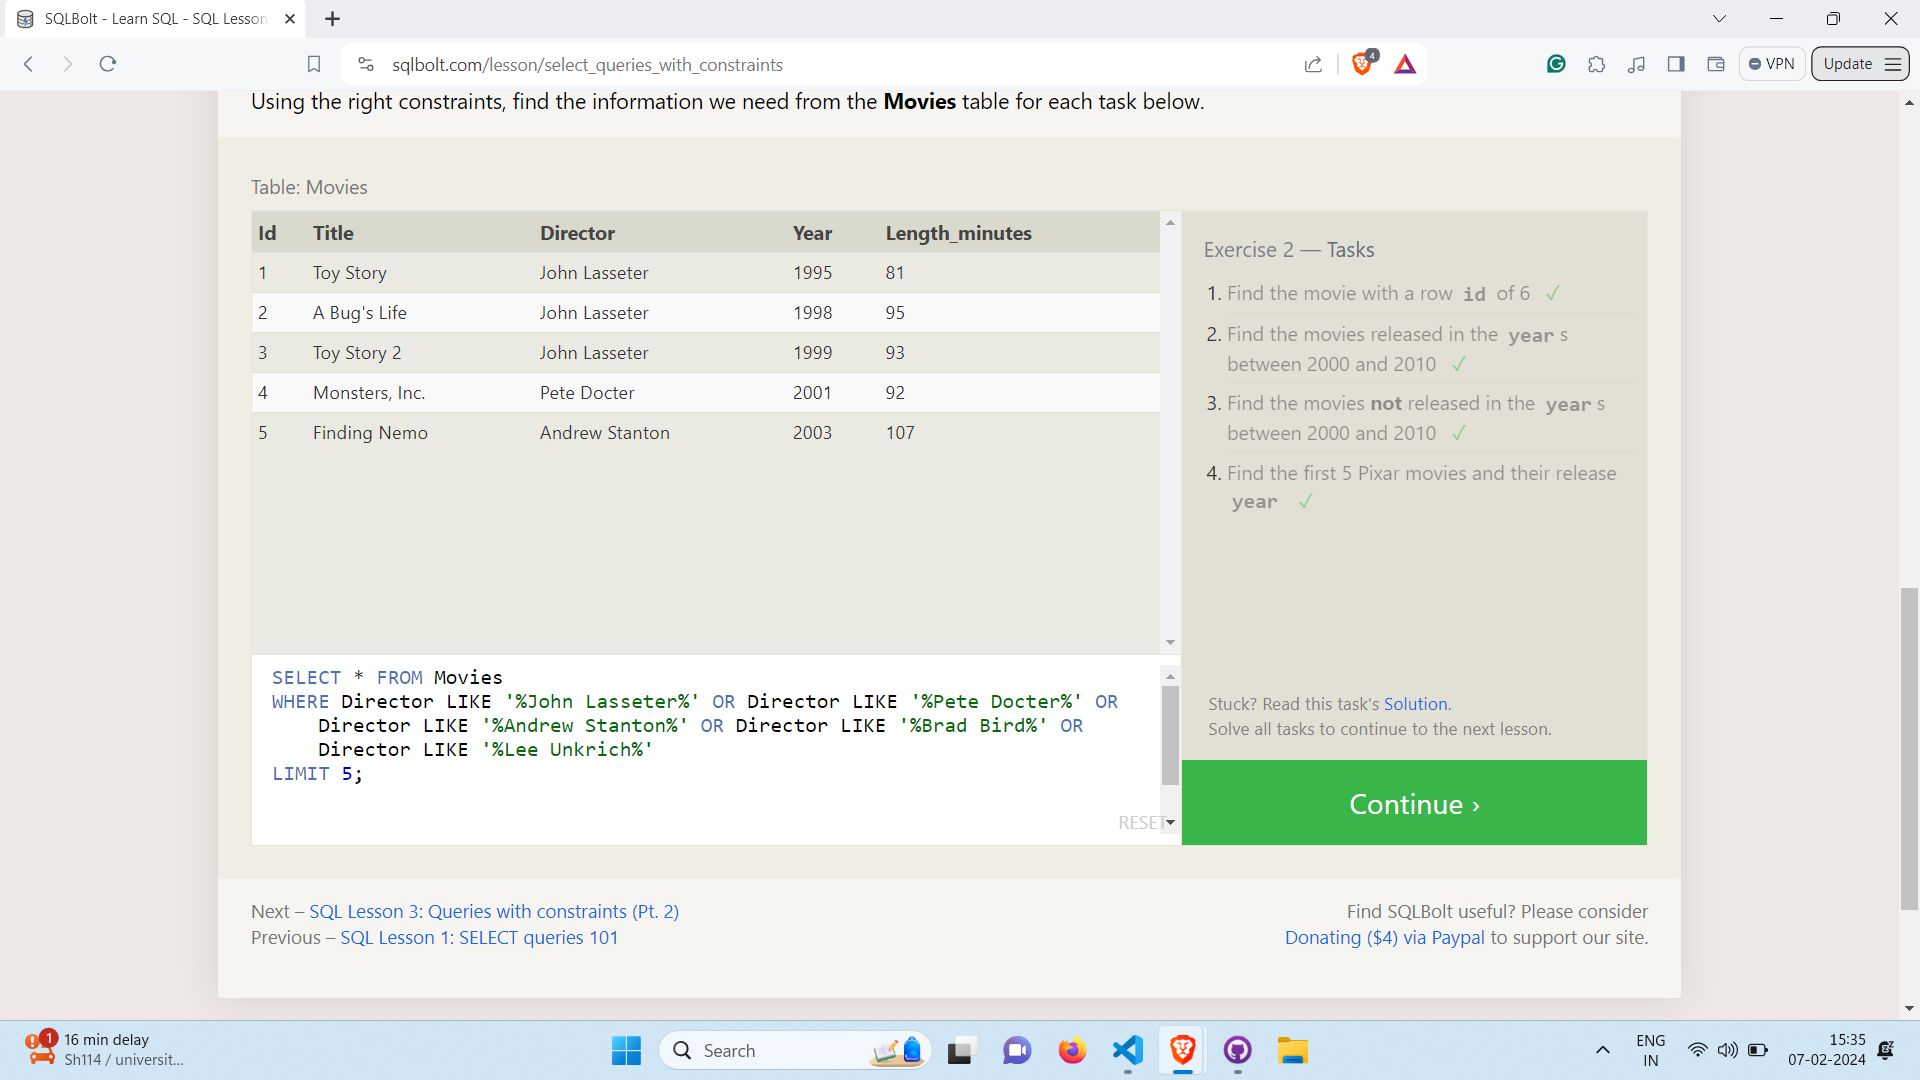 SQLBolt - Learn SQL - SQL Lesson
sqlbolt.com/lesson/select_queries_with_constraints
4
VPN
Update
Using the right constraints, find the information we need from the Movies table for each task below.
Table: Movies
Id Title Director Year Length_minutes
1 Toy Story John Lasseter 1995 81
2 A Bug's Life John Lasseter 1998 95
3 Toy Story 2 John Lasseter 1999 93
4 Monsters, Inc. Pete Docter 2001 92
5 Finding Nemo Andrew Stanton 2003 107
Exercise 2 — Tasks
1. Find the movie with a row id of 6 ✓
2. Find the movies released in the year s
between 2000 and 2010 ✓
3. Find the movies not released in the year s
between 2000 and 2010 ✓
4. Find the first 5 Pixar movies and their release
year ✓
SELECT * FROM Movies
WHERE Director LIKE '%John Lasseter%' OR Director LIKE '%Pete Docter%' OR
Director LIKE '%Andrew Stanton%' OR Director LIKE '%Brad Bird%' OR
Director LIKE '%Lee Unkrich%'
LIMIT 5;
RESET
Stuck? Read this task's Solution.
Solve all tasks to continue to the next lesson.
Continue ›
Next – SQL Lesson 3: Queries with constraints (Pt. 2)
Previous – SQL Lesson 1: SELECT queries 101
Find SQLBolt useful? Please consider
Donating ($4) via Paypal to support our site.
1
16 min delay
Sh114 / universit...
Search
ENG
IN
15:35
07-02-2024